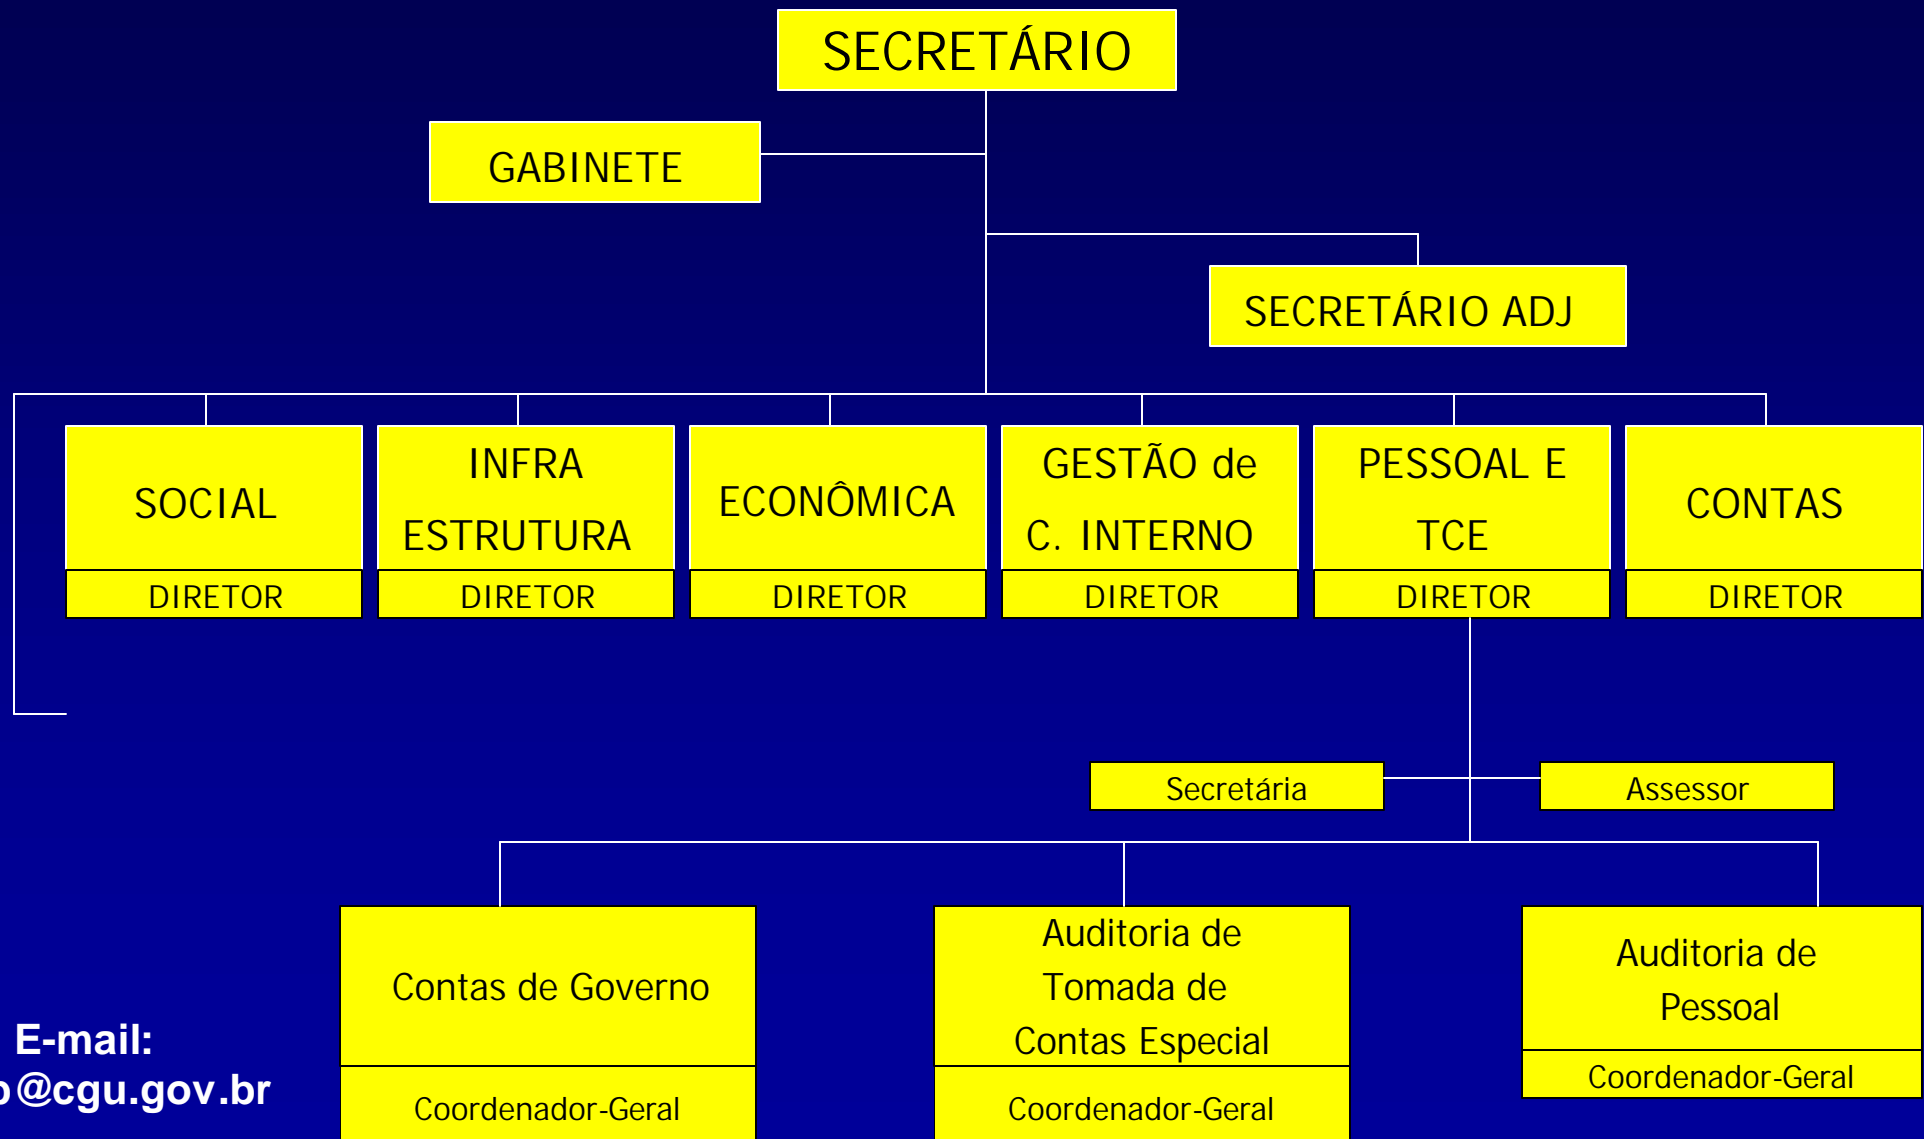 SECRETÁRIO
GABINETE
SECRETÁRIO ADJ
SOCIAL
DIRETOR
INFRA
ESTRUTURA
DIRETOR
ECONÔMICA
DIRETOR
GESTÃO de
C. INTERNO
DIRETOR
PESSOAL E
TCE
DIRETOR
CONTAS
DIRETOR
Secretária
Assessor
Contas de Governo
Coordenador-Geral
Auditoria de
Tomada de
Contas Especial
Coordenador-Geral
Auditoria de
Pessoal
Coordenador-Geral
E-mail:
@cgu.gov.br